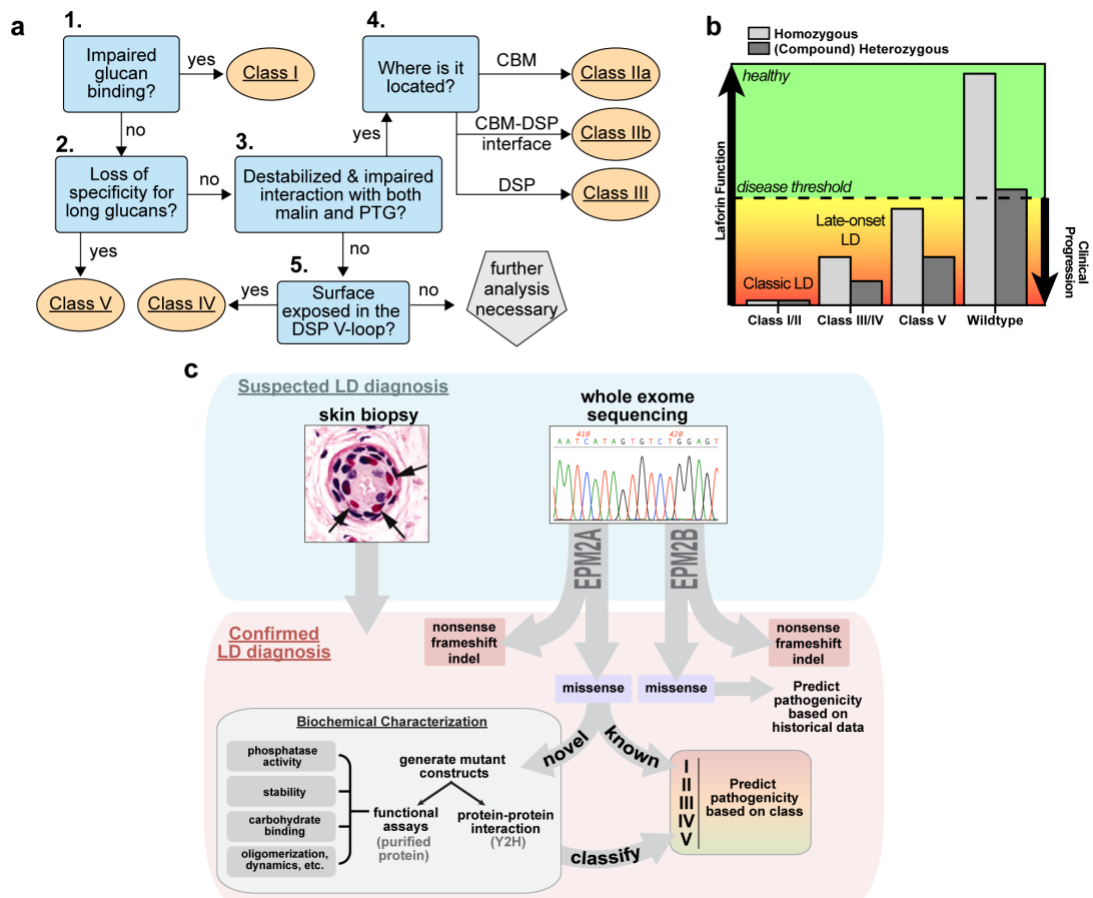 a
1.
Impaired
glucan
binding?
yes
Class I
no
2.
Loss of
specificity for
long glucans?
no
yes
Class V
3.
Destabilized & impaired
interaction with both
malin and PTG?
yes
no
4.
Where is it
located?
CBM
Class IIa
CBM-DSP
interface
Class IIb
DSP
Class III
5.
Surface
exposed in the
DSP V-loop?
yes
Class IV
no
further
analysis
necessary
b
Homozygous
(Compound) Heterozygous
healthy
disease threshold
Late-onset
LD
Classic LD
Laforin Function
Clinical
Progression
Class I/II
Class III/IV
Class V
Wildtype
c
Suspected LD diagnosis
skin biopsy
whole exome
sequencing
410
420
A A T C A T A G T G T C T G G A G T
EPM2A
EPM2B
Confirmed
LD diagnosis
nonsense
frameshift
indel
nonsense
frameshift
indel
missense
missense
Predict
pathogenicity
based on
historical data
novel
known
Biochemical Characterization
phosphatase
activity
stability
carbohydrate
binding
oligomerization,
dynamics, etc.
generate mutant
constructs
functional
assays
(purified
protein)
protein-protein
interaction
(Y2H)
classify
I
II
III
IV
V
Predict
pathogenicity
based on class